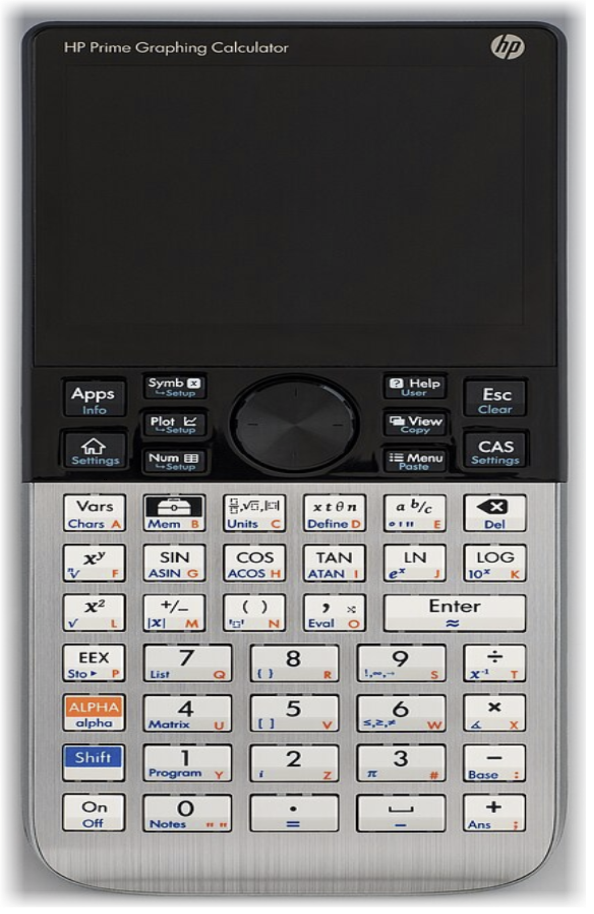 HP Prime Graphing Calculator hp
Apps Symb Help Esc
Info Setup User Clear
Plot View
Setup Copy
Settings Num Menu CAS
Setup Paste Settings
Vars x t θ n a b/c
Chars A Mem B Units C Define D E Del
xʸ SIN COS TAN LN LOG
ⁿ√ F ASIN G ACOS H ATAN I eˣ J 10ˣ K
x² +/− ( ) , Enter
√ L |x| M N Eval O ≈
EEX 7 8 9 ÷
Sto ▸ P List Q { } R S x⁻¹ T
ALPHA 4 5 6 ×
alpha Matrix U [ ] V ≤,≥,≠ W ∡ X
Shift 1 2 3 −
Program Y i Z π # Base :
On 0 . ␣ +
Off Notes " " = _ Ans ;